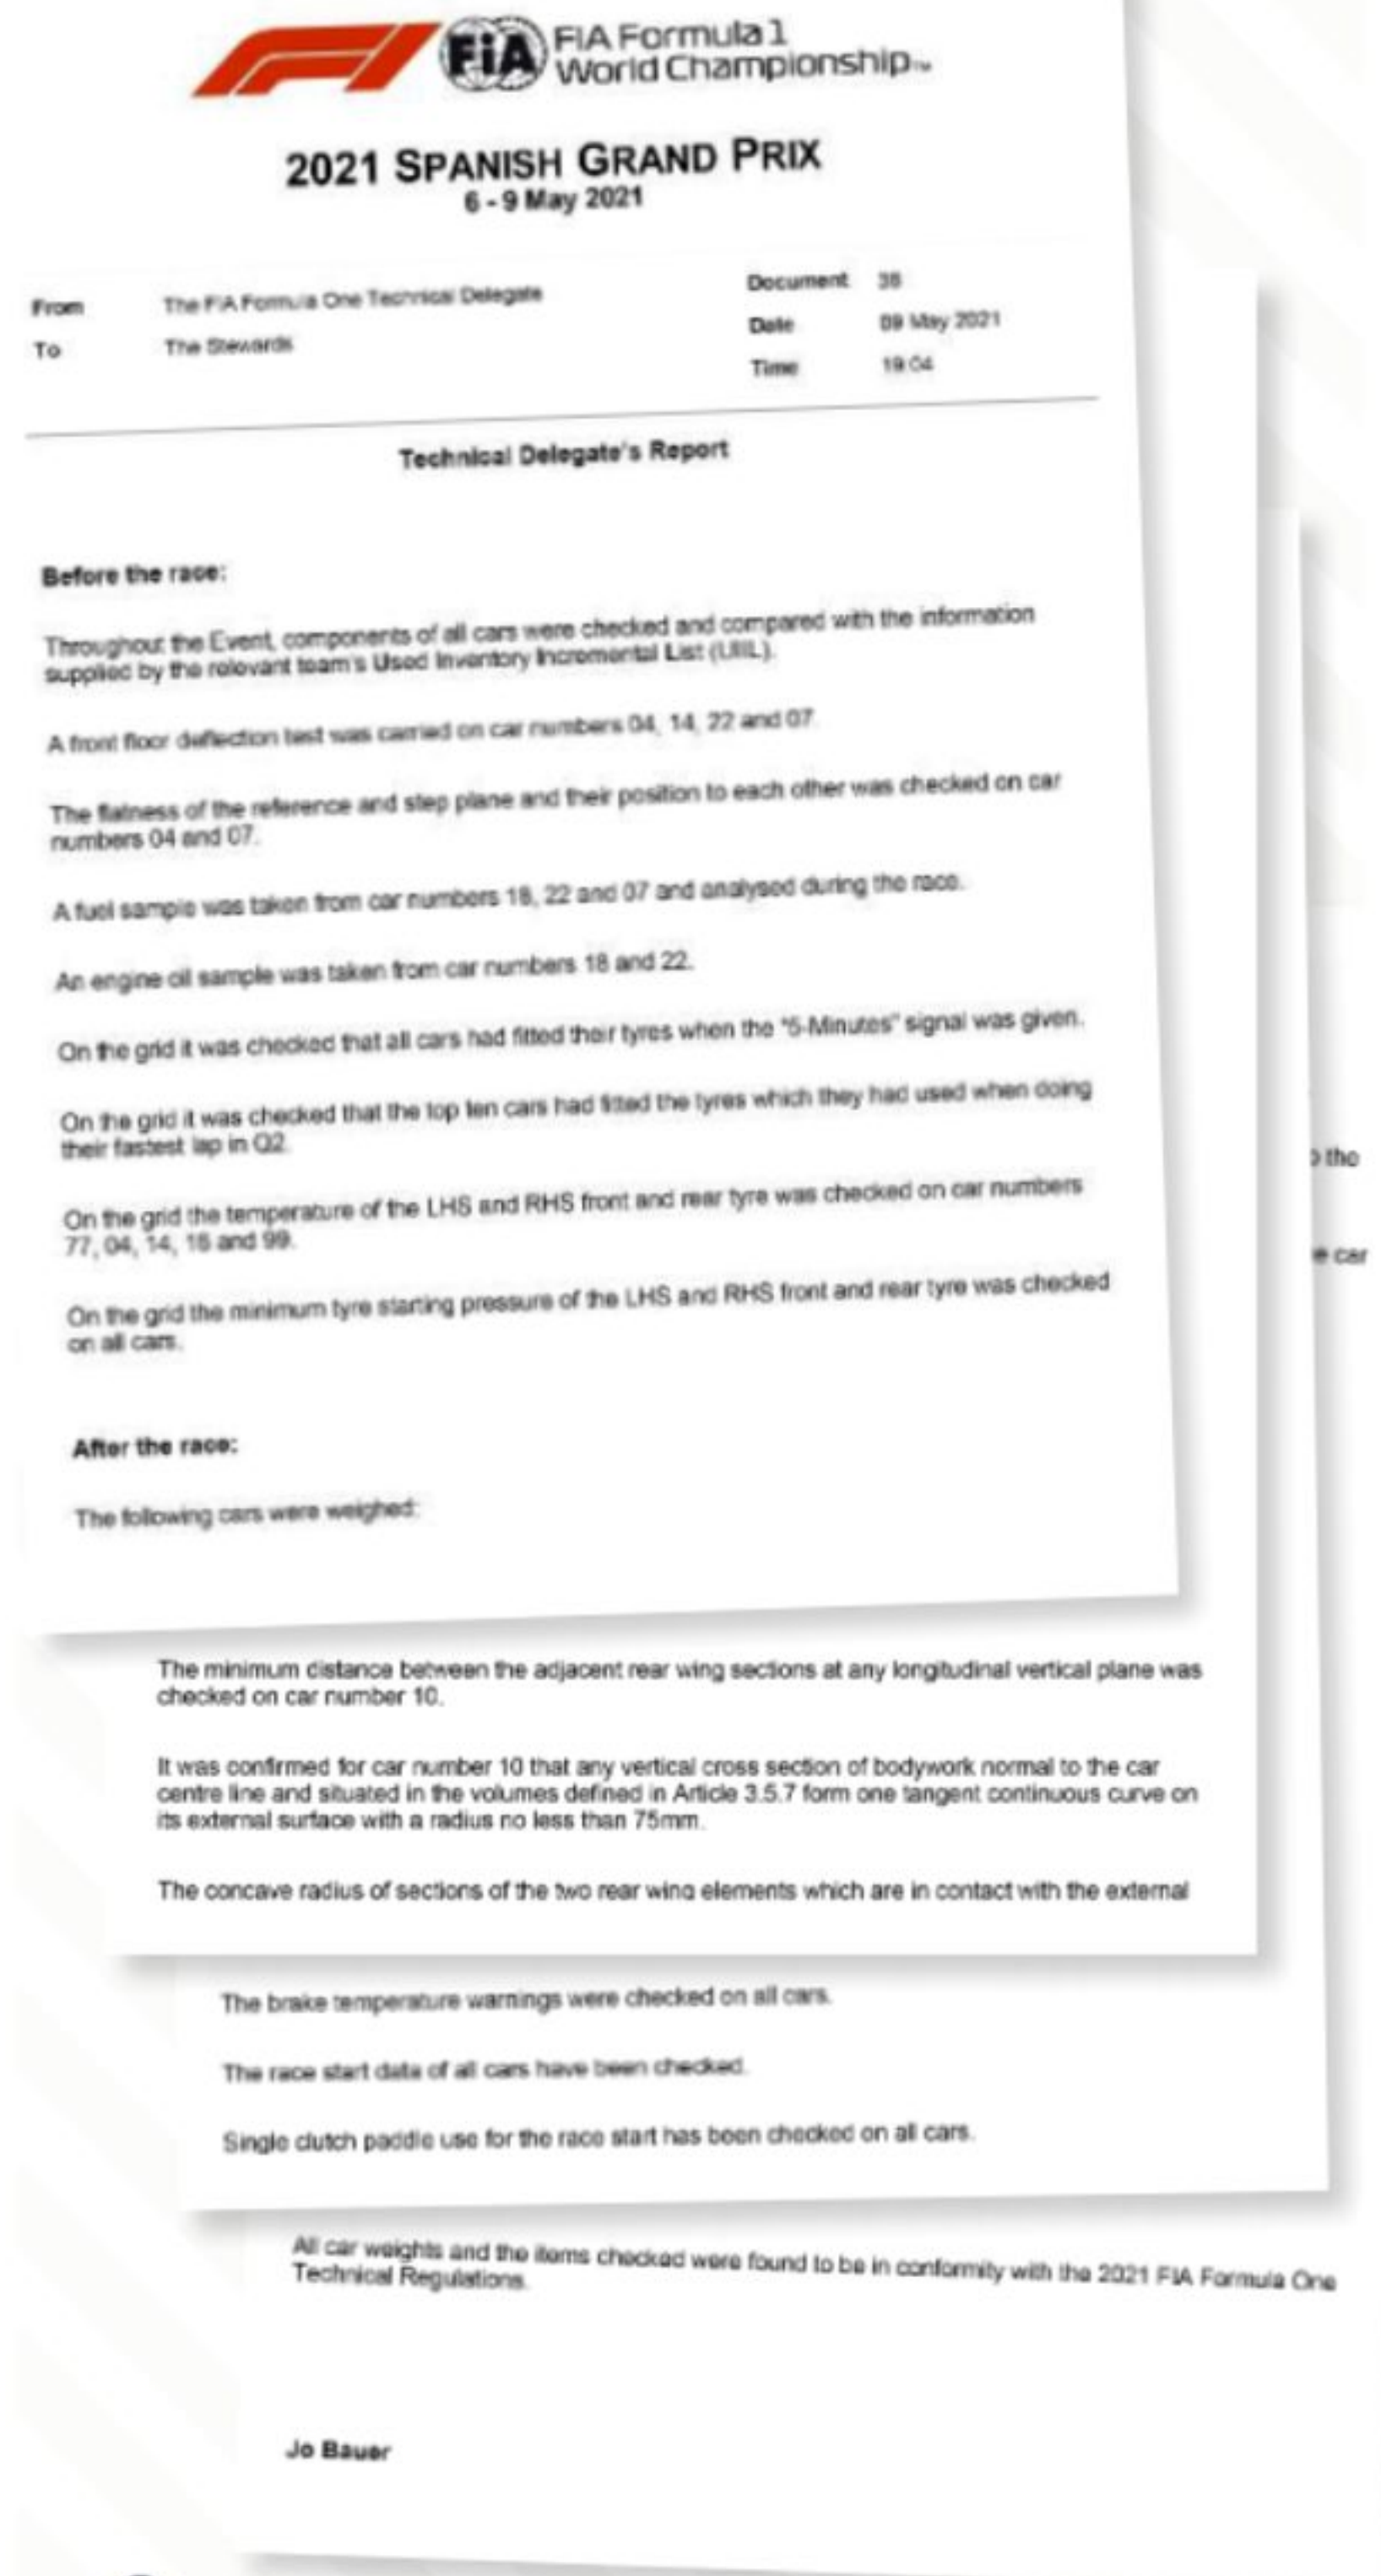 FIA FIA Formula 1
World Championship™
2021 SPANISH GRAND PRIX
6 - 9 May 2021
From The FIA Formula One Technical Delegate
To The Stewards
Document
Date 09 May 2021
Time 19:04
Technical Delegate's Report
Before the race:
Throughout the Event, components of all cars were checked and compared with the information
supplied by the relevant team's Used Inventory Incremental List (UIIL).
A front floor deflection test was carried on car numbers 04, 14, 22 and 07.
The flatness of the reference and step plane and their position to each other was checked on car
numbers 04 and 07.
A fuel sample was taken from car numbers 18, 22 and 07 and analysed during the race.
An engine oil sample was taken from car numbers 18 and 22.
On the grid it was checked that all cars had fitted their tyres when the "5-Minutes" signal was given.
On the grid it was checked that the top ten cars had fitted the tyres which they had used when doing
their fastest lap in Q2.
On the grid the temperature of the LHS and RHS front and rear tyre was checked on car numbers
77, 04, 14, and 99.
On the grid the minimum tyre starting pressure of the LHS and RHS front and rear tyre was checked
on all cars.
After the race:
The following cars were weighed:
The minimum distance between the adjacent rear wing sections at any longitudinal vertical plane was
checked on car number 10.
It was confirmed for car number 10 that any vertical cross section of bodywork normal to the car
centre line and situated in the volumes defined in Article 3.5.7 form one tangent continuous curve on
its external surface with a radius no less than 75mm.
The concave radius of sections of the two rear wing elements which are in contact with the external
the
car
The brake temperature warnings were checked on all cars.
The race start data of all cars have been checked.
Single clutch paddle use for the race start has been checked on all cars.
All car weights and the items checked were found to be in conformity with the 2021 FIA Formula One
Technical Regulations.
Jo Bauer